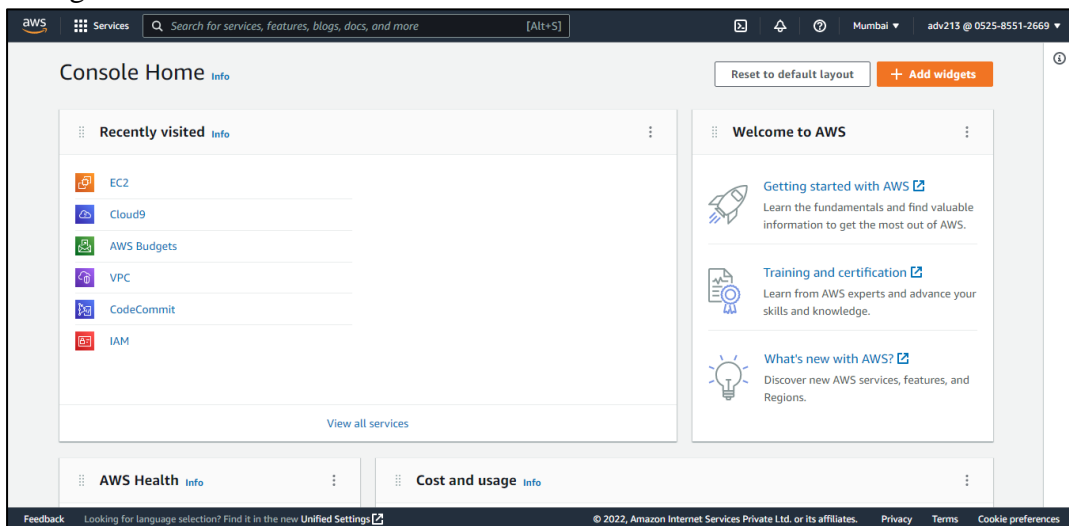 aws
Services
Search for services, features, blogs, docs, and more [Alt+S]
Mumbai ▼
adv213 @ 0525-8551-2669 ▼
Console Home Info
Reset to default layout
+ Add widgets
Recently visited Info
EC2
Cloud9
AWS Budgets
VPC
CodeCommit
IAM
View all services
Welcome to AWS
Getting started with AWS
Learn the fundamentals and find valuable
information to get the most out of AWS.
Training and certification
Learn from AWS experts and advance your
skills and knowledge.
What's new with AWS?
Discover new AWS services, features, and
Regions.
AWS Health Info
Cost and usage Info
Feedback Looking for language selection? Find it in the new Unified Settings
© 2022, Amazon Internet Services Private Ltd. or its affiliates. Privacy Terms Cookie preferences